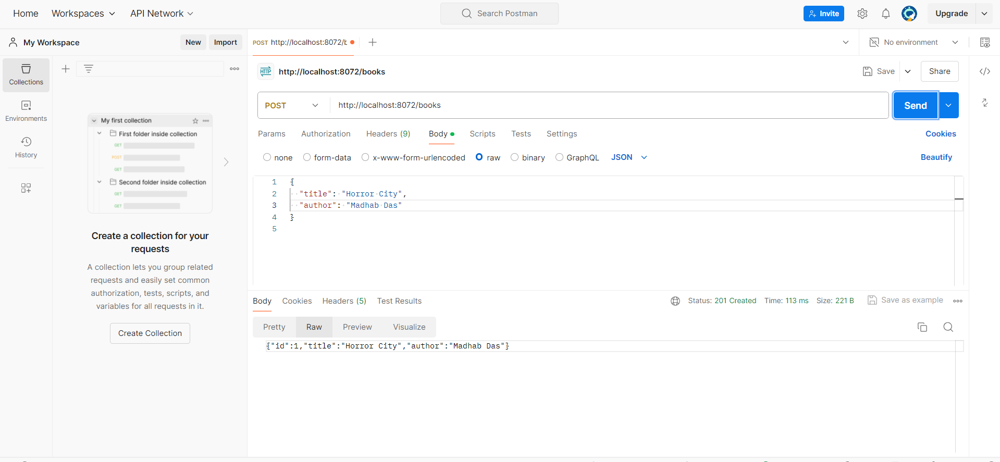 Home Workspaces API Network Search Postman Invite Upgrade
My Workspace New Import POST http://localhost:8072/b No environment
Collections
Environments
History
My first collection
First folder inside collection
GET
POST
GET
Second folder inside collection
GET
GET
Create a collection for your
requests
A collection lets you group related
requests and easily set common
authorization, tests, scripts, and
variables for all requests in it.
Create Collection
HTTP http://localhost:8072/books Save Share
POST http://localhost:8072/books Send
Params Authorization Headers (9) Body Scripts Tests Settings Cookies
none form-data x-www-form-urlencoded raw binary GraphQL JSON Beautify
1 {
2 "title": "Horror City",
3 "author": "Madhab Das"
4 }
5
Body Cookies Headers (5) Test Results Status: 201 Created Time: 113 ms Size: 221 B Save as example
Pretty Raw Preview Visualize
{"id":1,"title":"Horror City","author":"Madhab Das"}